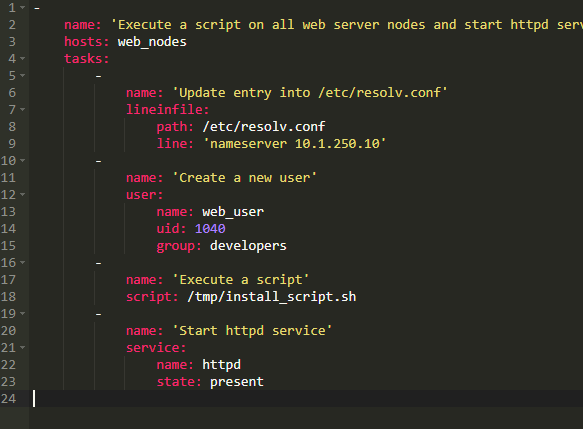 1 -
2 name: 'Execute a script on all web server nodes and start httpd serv
3 hosts: web_nodes
4 tasks:
5 -
6 name: 'Update entry into /etc/resolv.conf'
7 lineinfile:
8 path: /etc/resolv.conf
9 line: 'nameserver 10.1.250.10'
10 -
11 name: 'Create a new user'
12 user:
13 name: web_user
14 uid: 1040
15 group: developers
16 -
17 name: 'Execute a script'
18 script: /tmp/install_script.sh
19 -
20 name: 'Start httpd service'
21 service:
22 name: httpd
23 state: present
24